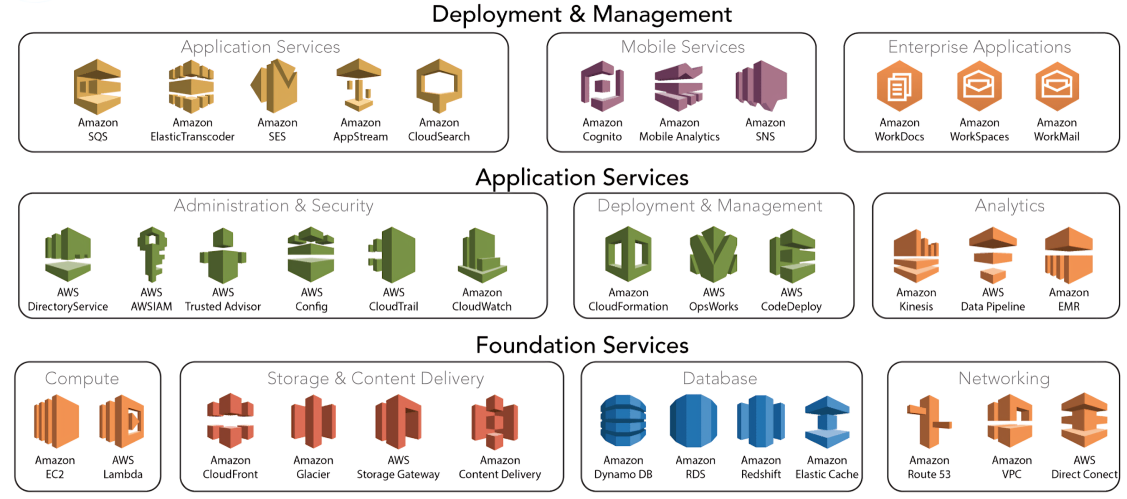 Deployment & Management
Application Services
Amazon
SQS
Amazon
ElasticTranscoder
Amazon
SES
Amazon
AppStream
Amazon
CloudSearch
Mobile Services
Amazon
Cognito
Amazon
Mobile Analytics
Amazon
SNS
Enterprise Applications
Amazon
WorkDocs
Amazon
WorkSpaces
Amazon
WorkMail
Application Services
Administration & Security
AWS
DirectoryService
AWS
AWSIAM
AWS
Trusted Advisor
AWS
Config
AWS
CloudTrail
Amazon
CloudWatch
Deployment & Management
Amazon
CloudFormation
AWS
OpsWorks
AWS
CodeDeploy
Analytics
Amazon
Kinesis
AWS
Data Pipeline
Amazon
EMR
Foundation Services
Compute
Amazon
EC2
AWS
Lambda
Storage & Content Delivery
Amazon
CloudFront
Amazon
Glacier
AWS
Storage Gateway
Amazon
Content Delivery
Database
Amazon
Dynamo DB
Amazon
RDS
Amazon
Redshift
Amazon
Elastic Cache
Networking
Amazon
Route 53
Amazon
VPC
AWS
Direct Conect